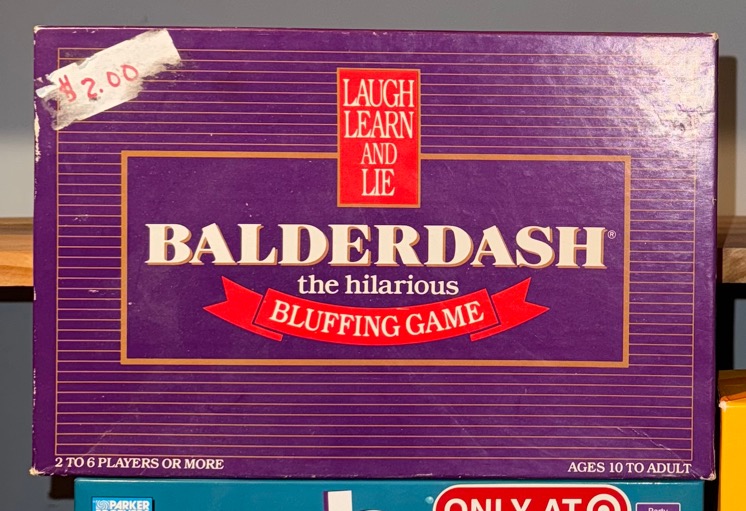 $2.00
LAUGH
LEARN
AND
LIE
BALDERDASH®
the hilarious
BLUFFING GAME
2 TO 6 PLAYERS OR MORE
AGES 10 TO ADULT
PARKER
ONLY AT
Party